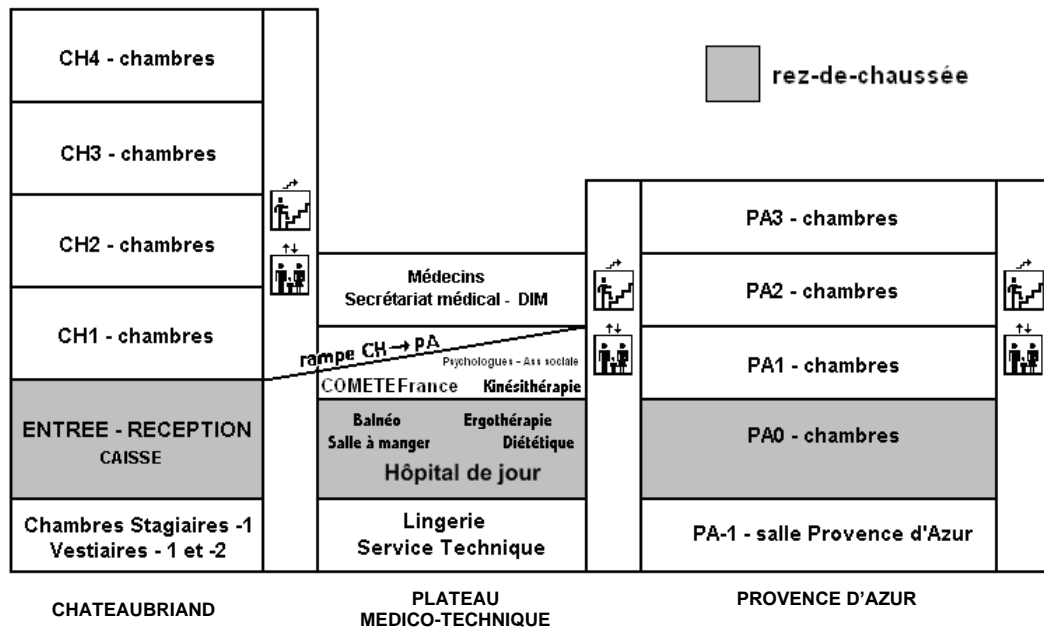 CH4 - chambres
CH3 - chambres
CH2 - chambres
CH1 - chambres
ENTREE - RECEPTION
CAISSE
Chambres Stagiaires -1
Vestiaires - 1 et -2
CHATEAUBRIAND
rez-de-chaussée
Médecins
Secrétariat médical - DIM
rampe CH → PA
Psychologues - Ass sociale
COMETE France Kinésithérapie
Balnéo Ergothérapie
Salle à manger Diététique
Hôpital de jour
Lingerie
Service Technique
PLATEAU
MEDICO-TECHNIQUE
PA3 - chambres
PA2 - chambres
PA1 - chambres
PA0 - chambres
PA-1 - salle Provence d'Azur
PROVENCE D’AZUR